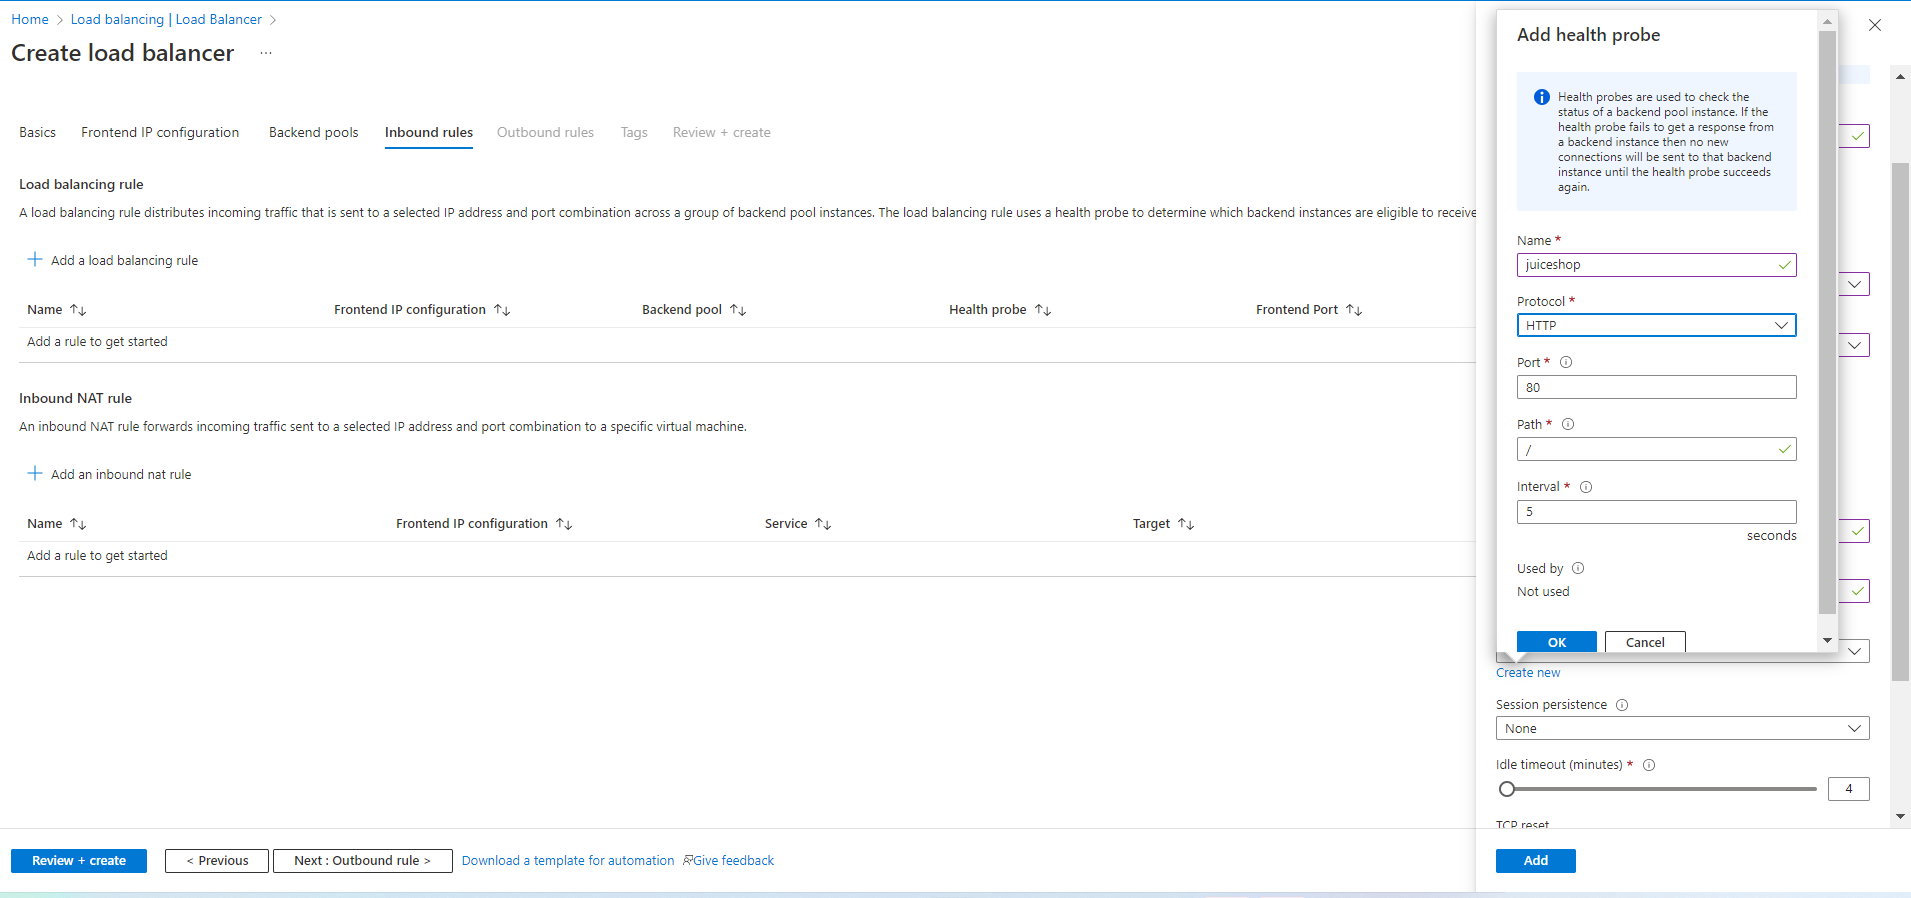 Home > Load balancing | Load Balancer >
Create load balancer ...
Basics Frontend IP configuration Backend pools Inbound rules Outbound rules Tags Review + create
Load balancing rule
A load balancing rule distributes incoming traffic that is sent to a selected IP address and port combination across a group of backend pool instances. The load balancing rule uses a health probe to determine which backend instances are eligible to receive
+ Add a load balancing rule
Name ↑↓ Frontend IP configuration ↑↓ Backend pool ↑↓ Health probe ↑↓ Frontend Port ↑↓
Add a rule to get started
Inbound NAT rule
An inbound NAT rule forwards incoming traffic sent to a selected IP address and port combination to a specific virtual machine.
+ Add an inbound nat rule
Name ↑↓ Frontend IP configuration ↑↓ Service ↑↓ Target ↑↓
Add a rule to get started
Review + create < Previous Next : Outbound rule > Download a template for automation Give feedback
Add health probe
Health probes are used to check the
status of a backend pool instance. If the
health probe fails to get a response from
a backend instance then no new
connections will be sent to that backend
instance until the health probe succeeds
again.
Name *
juiceshop
Protocol *
HTTP
Port *
80
Path *
/
Interval *
5
seconds
Used by
Not used
OK Cancel
Create new
Session persistence
None
Idle timeout (minutes) *
4
TCP reset
Add